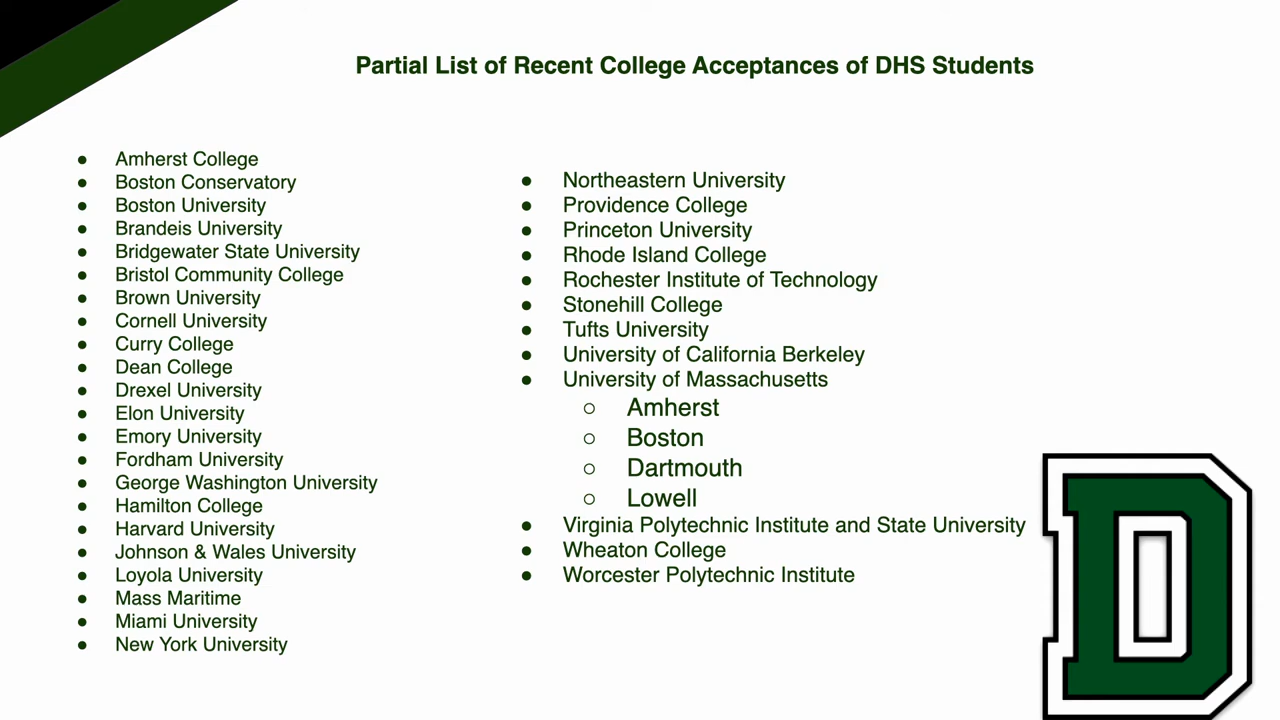 Partial List of Recent College Acceptances of DHS Students
● Amherst College
● Boston Conservatory
● Boston University
● Brandeis University
● Bridgewater State University
● Bristol Community College
● Brown University
● Cornell University
● Curry College
● Dean College
● Drexel University
● Elon University
● Emory University
● Fordham University
● George Washington University
● Hamilton College
● Harvard University
● Johnson & Wales University
● Loyola University
● Mass Maritime
● Miami University
● New York University
● Northeastern University
● Providence College
● Princeton University
● Rhode Island College
● Rochester Institute of Technology
● Stonehill College
● Tufts University
● University of California Berkeley
● University of Massachusetts
○ Amherst
○ Boston
○ Dartmouth
○ Lowell
● Virginia Polytechnic Institute and State University
● Wheaton College
● Worcester Polytechnic Institute
D